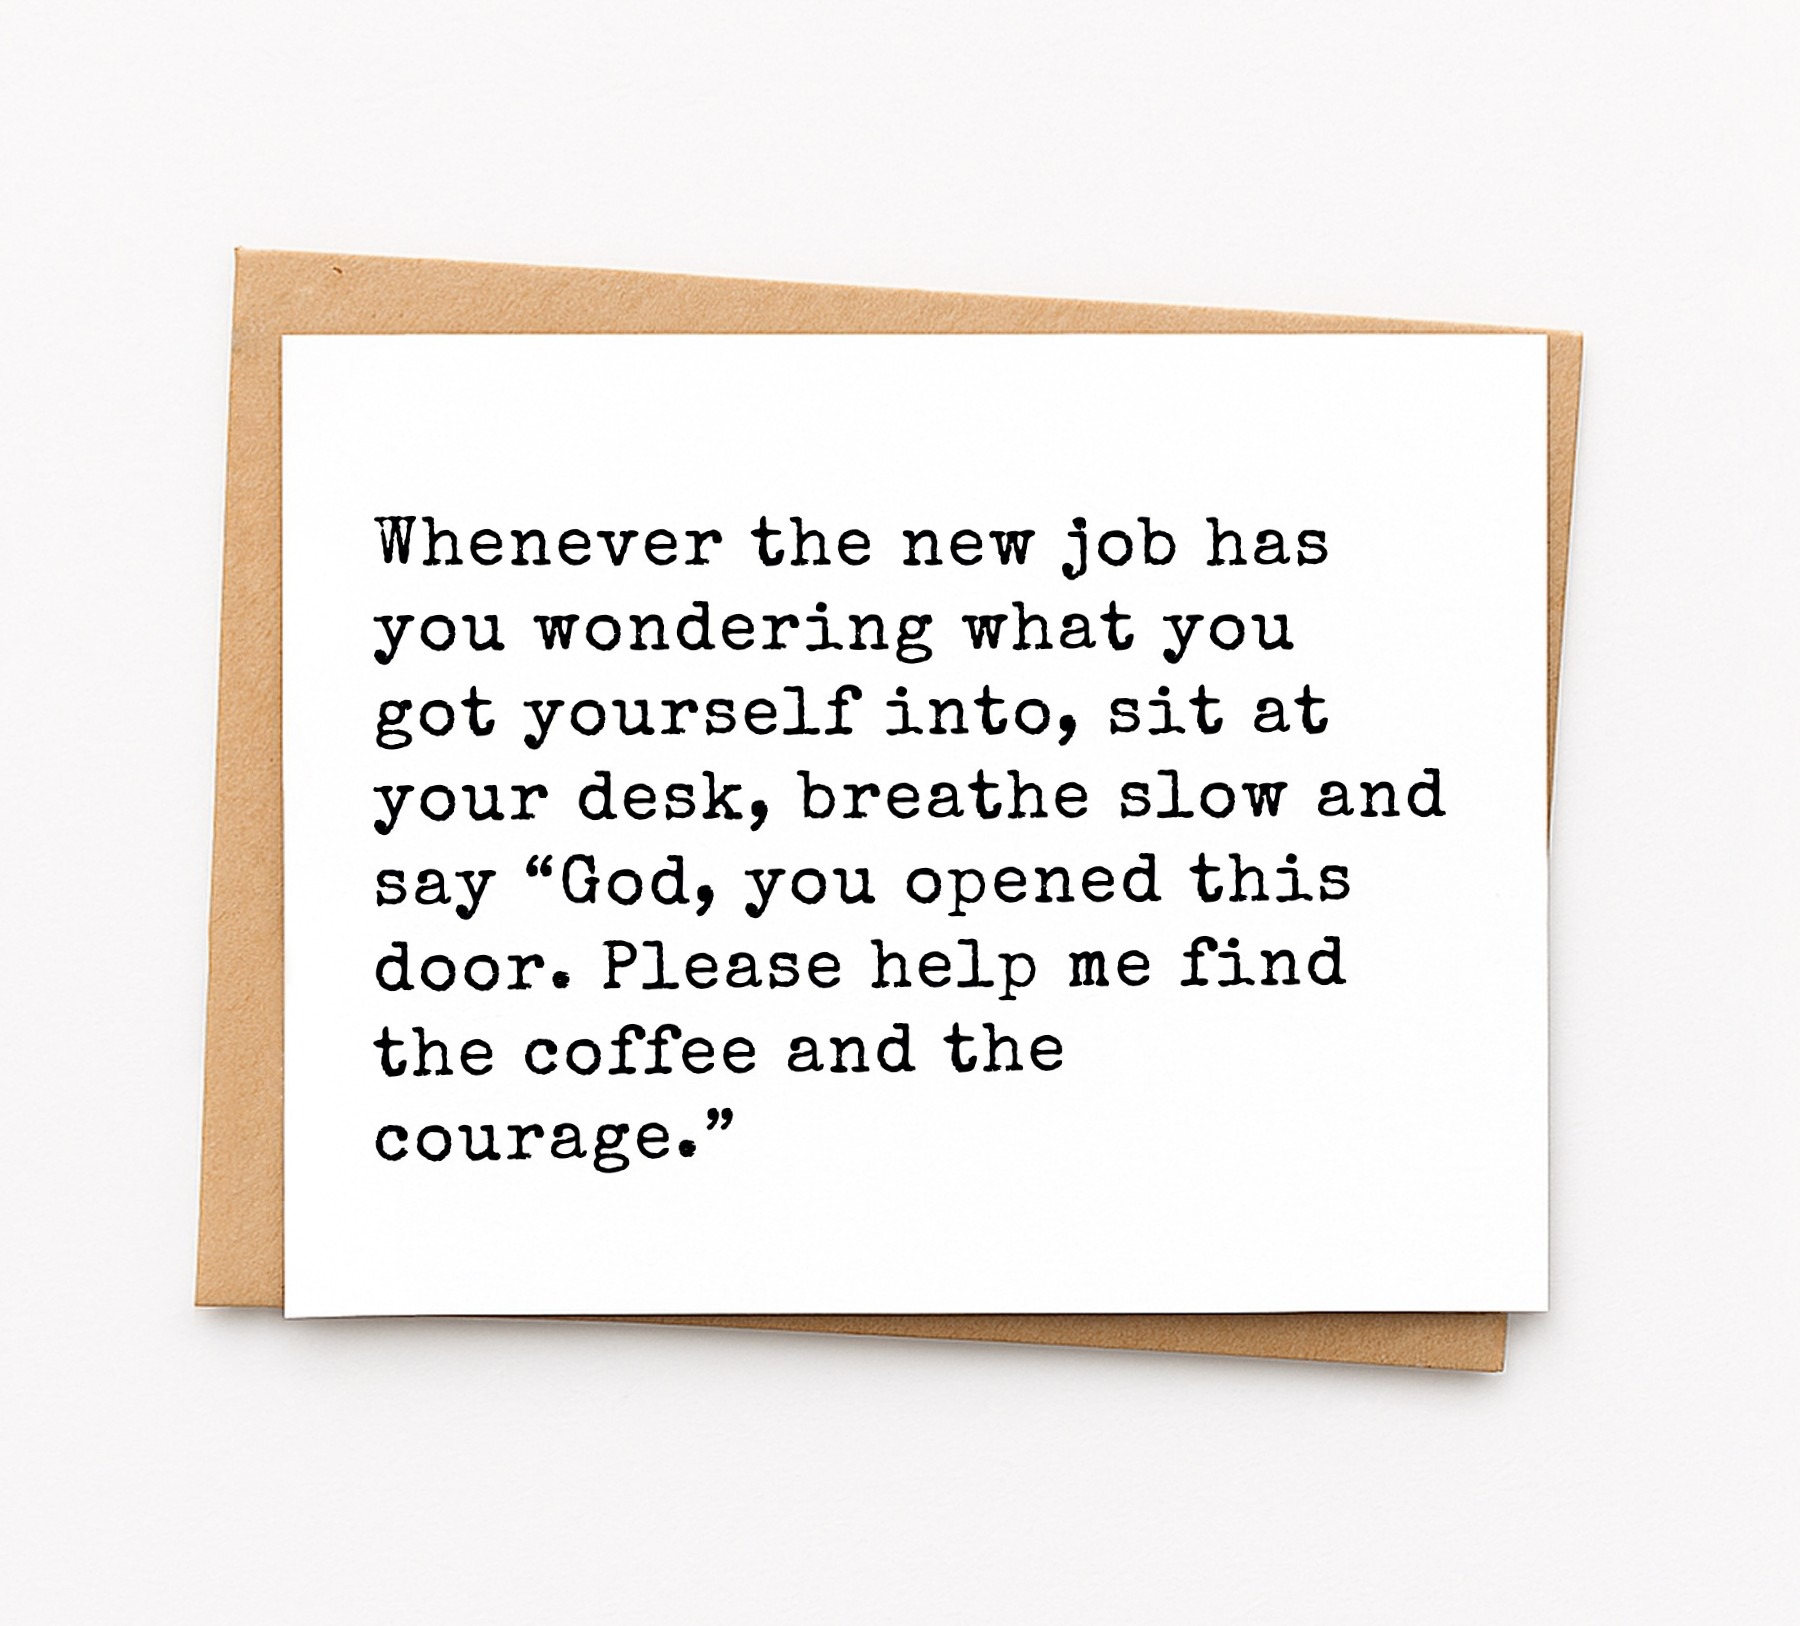 Whenever the new job has
you wondering what you
got yourself into, sit at
your desk, breathe slow and
say “God, you opened this
door. Please help me find
the coffee and the
courage.”